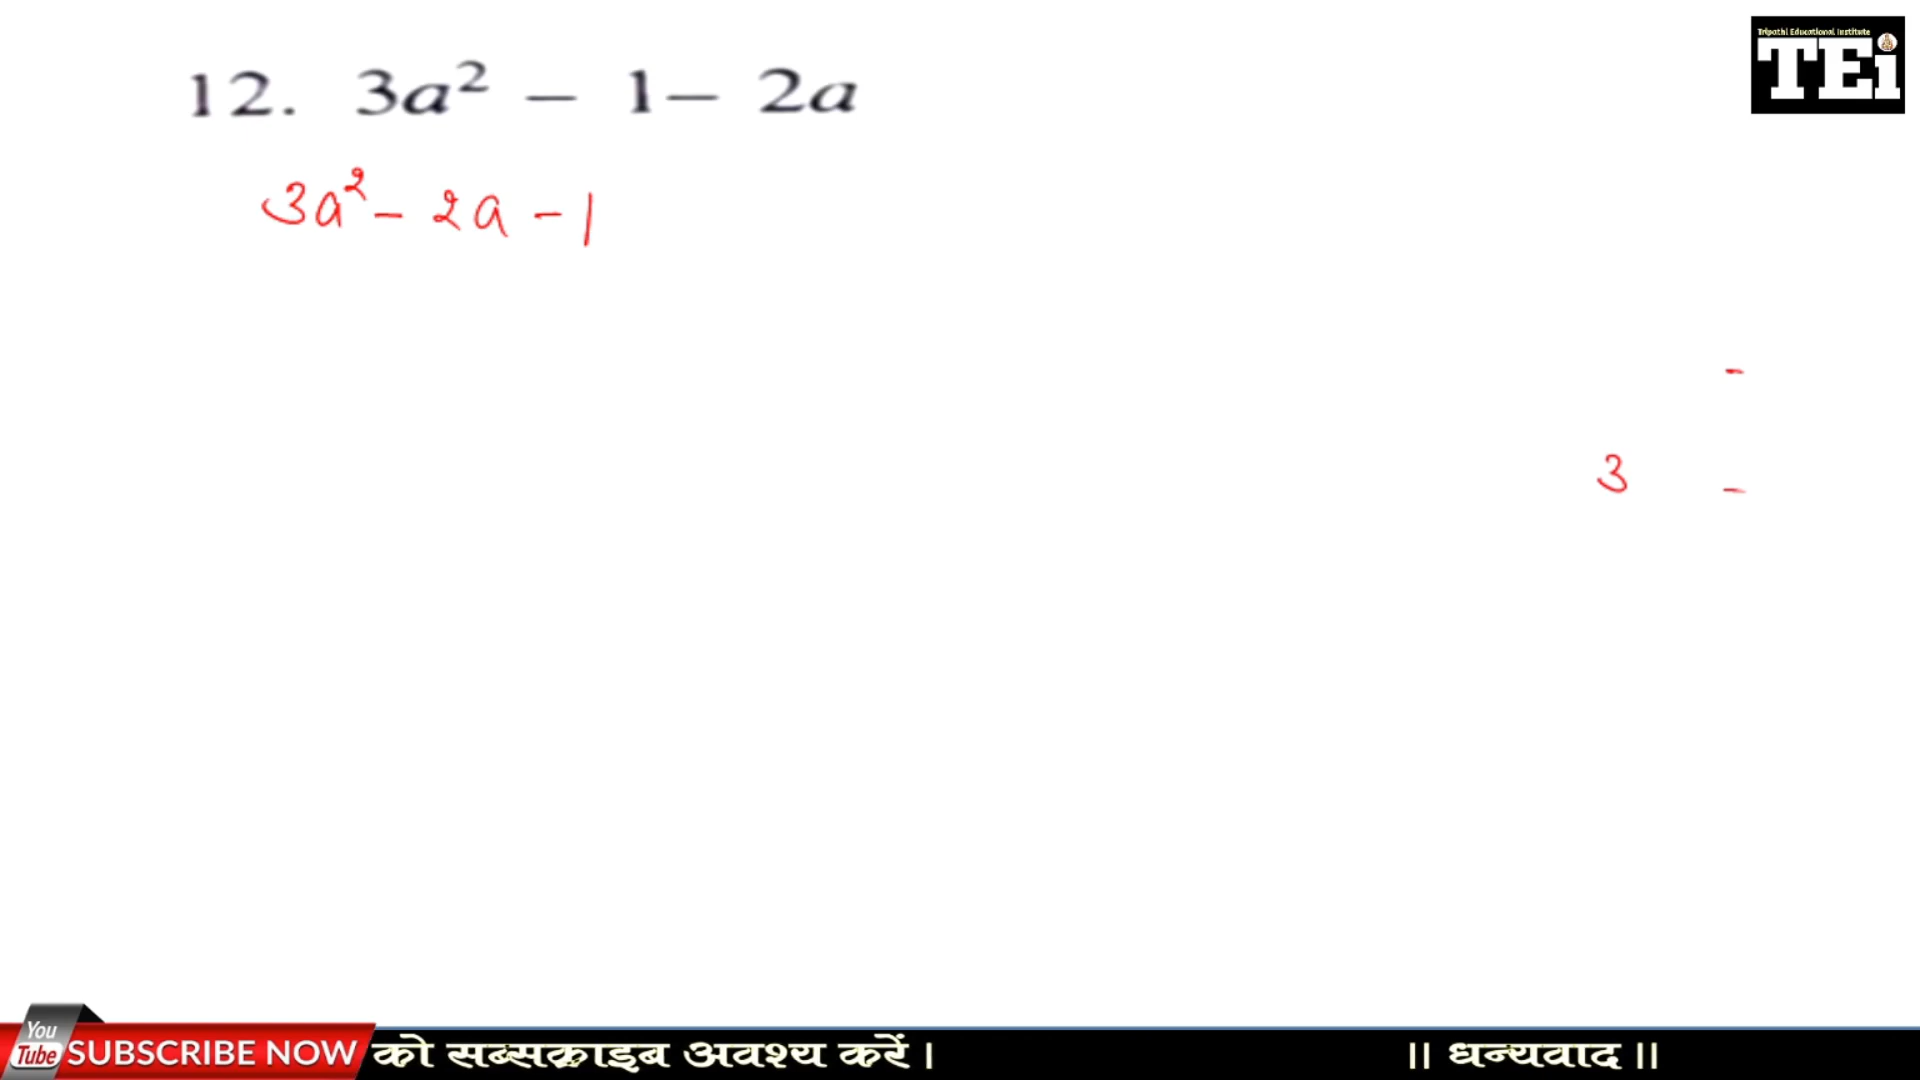 Tripathi Educational Institute
TEi
12. 3a² – 1– 2a
3a² - 2a - 1
-
3 -
You
Tube SUBSCRIBE NOW को सब्सक्राइब अवश्य करें । || धन्यवाद ||